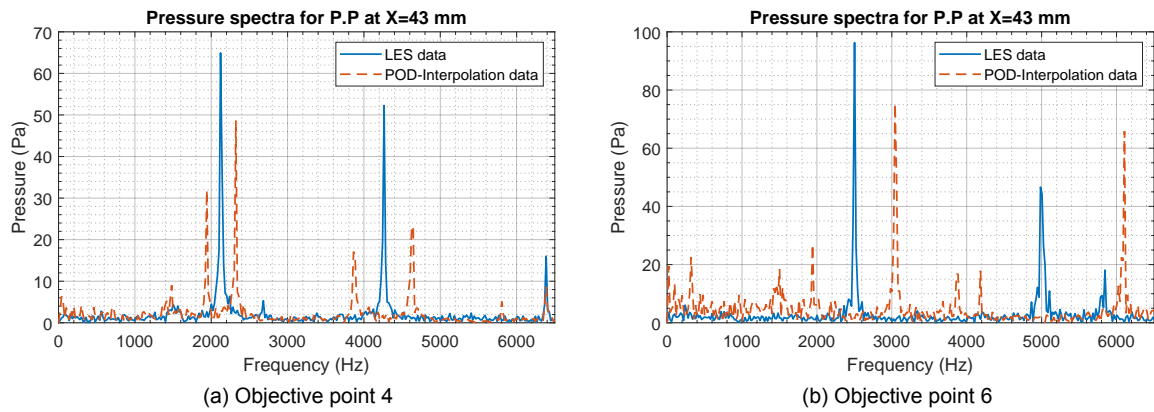 Pressure spectra for P.P at X=43 mm
70
60
50
40
30
20
10
0
Pressure (Pa)
LES data
POD-Interpolation data
0 1000 2000 3000 4000 5000 6000
Frequency (Hz)
(a) Objective point 4
Pressure spectra for P.P at X=43 mm
100
80
60
40
20
0
Pressure (Pa)
LES data
POD-Interpolation data
0 1000 2000 3000 4000 5000 6000
Frequency (Hz)
(b) Objective point 6